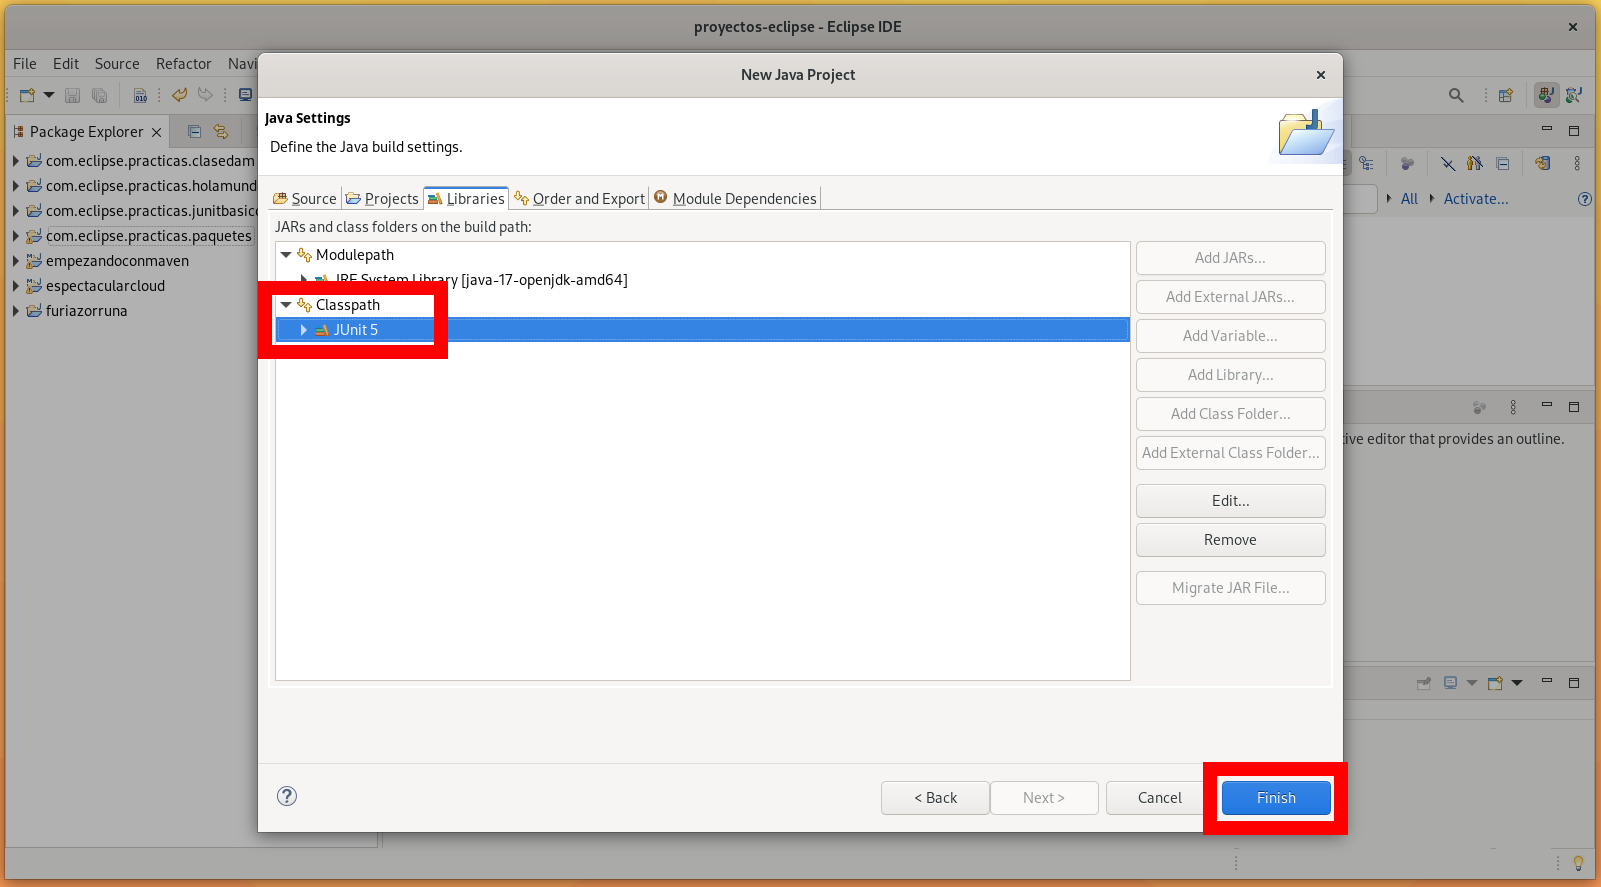 proyectos-eclipse - Eclipse IDE
File Edit Source Refactor Navi
New Java Project
Java Settings
Define the Java build settings.
Package Explorer
com.eclipse.practicas.clasedam
com.eclipse.practicas.holamund
com.eclipse.practicas.junitbasico
com.eclipse.practicas.paquetes
empezandoconmaven
espectacularcloud
furiazorruna
Source Projects Libraries Order and Export Module Dependencies
JARs and class folders on the build path:
Modulepath
JRE System Library [java-17-openjdk-amd64]
Classpath
JUnit 5
Add JARs...
Add External JARs...
Add Variable...
Add Library...
Add Class Folder...
Add External Class Folder...
Edit...
Remove
Migrate JAR File...
All Activate...
tive editor that provides an outline.
< Back Next > Cancel Finish